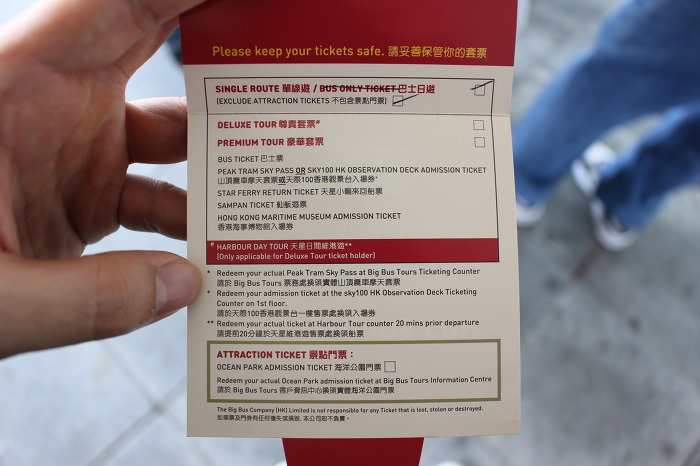 Please keep your tickets safe. 請妥善保管你的套票
SINGLE ROUTE 單線遊 / BUS ONLY TICKET 巴士日遊
(EXCLUDE ATTRACTION TICKETS 不包含景點門票)
DELUXE TOUR 尊貴套票#
PREMIUM TOUR 豪華套票
BUS TICKET 巴士票
PEAK TRAM SKY PASS OR SKY100 HK OBSERVATION DECK ADMISSION TICKET
山頂纜車摩天套票或天際100香港觀景台入場券*
STAR FERRY RETURN TICKET 天星小輪來回船票
SAMPAN TICKET 舢舨遊票
HONG KONG MARITIME MUSEUM ADMISSION TICKET
香港海事博物館入場券
# HARBOUR DAY TOUR 天星日間維港遊**
(Only applicable for Deluxe Tour ticket holder)
* Redeem your actual Peak Tram Sky Pass at Big Bus Tours Ticketing Counter
請於 Big Bus Tours 票務處換領實體山頂纜車摩天套票
* Redeem your admission ticket at the sky100 HK Observation Deck Ticketing
Counter on 1st floor.
請於天際100香港觀景台一樓售票處換領入場券
** Redeem your actual ticket at Harbour Tour counter 20 mins prior departure
請提前20分鐘於天星維港遊售票處換領船票
ATTRACTION TICKET 景點門票：
OCEAN PARK ADMISSION TICKET 海洋公園門票
Redeem your actual Ocean Park admission ticket at Big Bus Tours Information Centre
請於 Big Bus Tours 客戶資訊中心換領實體海洋公園門票
The Big Bus Company (HK) Limited is not responsible for any Ticket that is lost, stolen or destroyed.
如車票及門券有任何遺失或損毀, 本公司恕不負責。